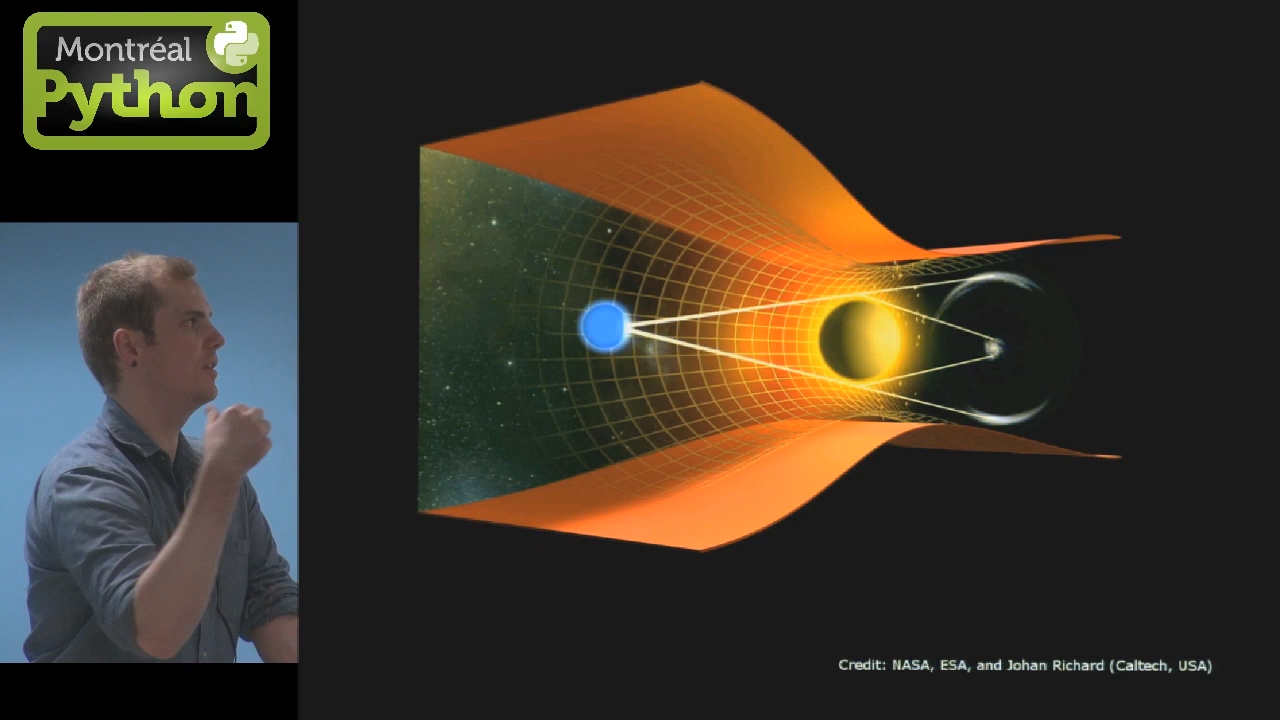 Montréal
Python
Credit: NASA, ESA, and Johan Richard (Caltech, USA)